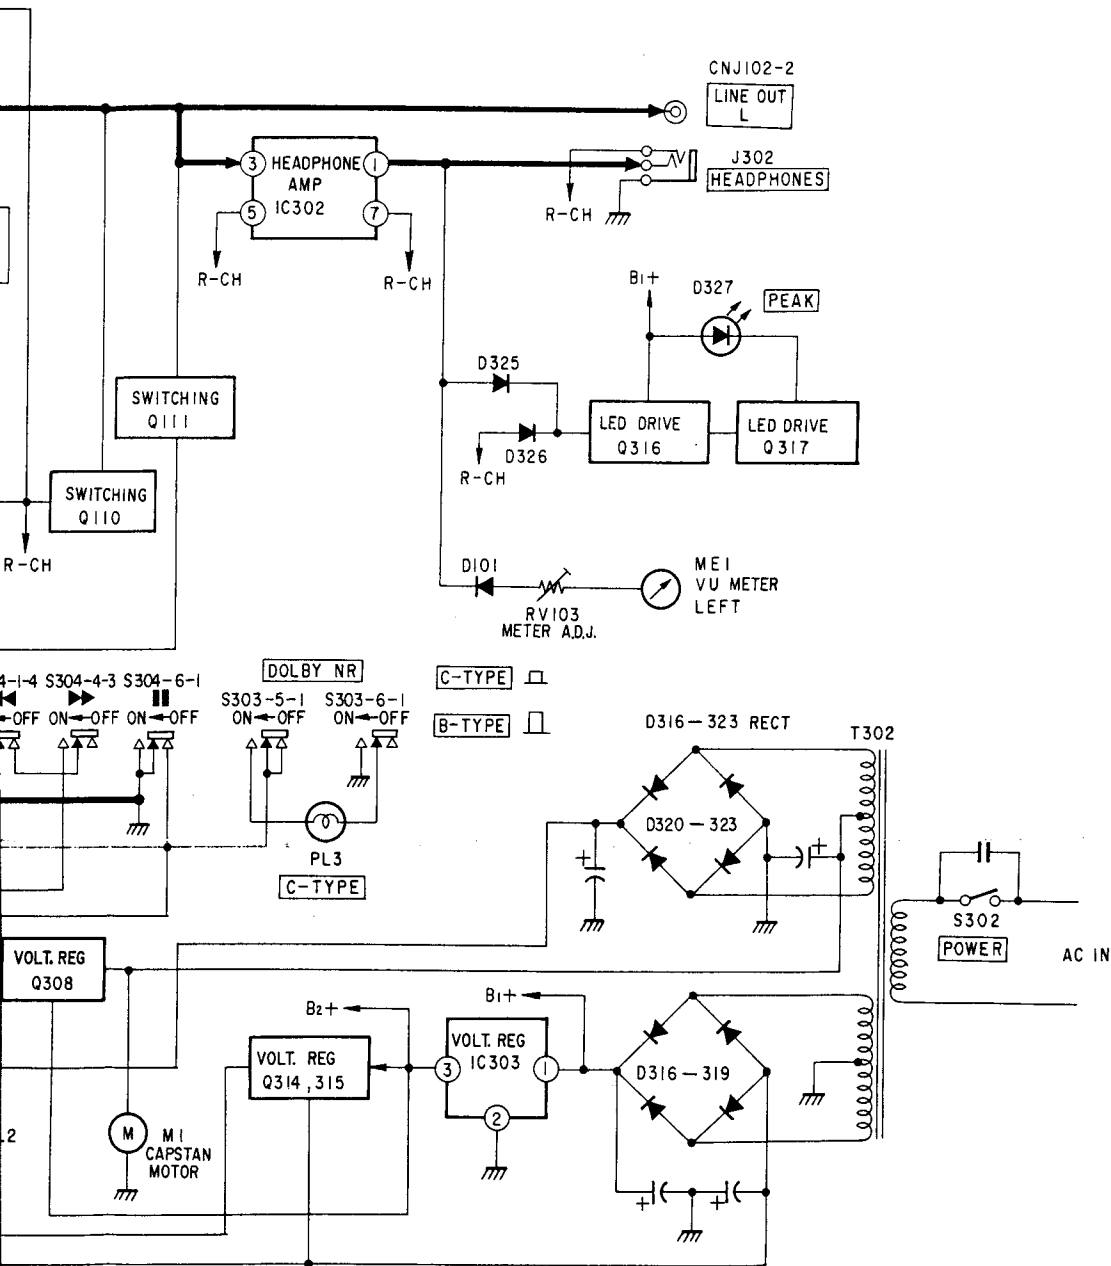 CNJ102-2
LINE OUT
L
J302
HEADPHONES
3 HEADPHONE 1
AMP
IC302
5 7
R-CH
R-CH
R-CH
B1+
D327
PEAK
D325
D326
R-CH
LED DRIVE
Q316
LED DRIVE
Q317
SWITCHING
Q111
SWITCHING
Q110
R-CH
D101
RV103
METER ADJ.
ME1
VU METER
LEFT
4-1-4 S304-4-3 S304-6-1
←OFF ON←OFF ON←OFF
DOLBY NR
S303-5-1 S303-6-1
ON←OFF ON←OFF
C-TYPE
B-TYPE
PL3
C-TYPE
D316-323 RECT
T302
D320-323
+
+
S302
POWER
AC IN
VOLT. REG
Q308
B2+
B1+
VOLT. REG
Q314, 315
VOLT. REG
IC303
3 1
2
D316-319
+
+
.2
M
M1
CAPSTAN
MOTOR